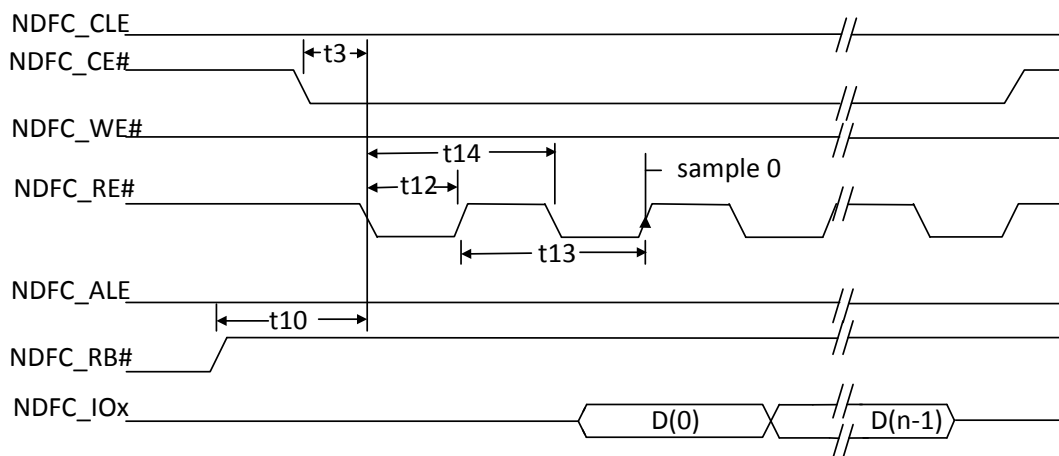 NDFC_CLE
t3
NDFC_CE#
NDFC_WE#
t14
sample 0
t12
NDFC_RE#
t13
NDFC_ALE
t10
NDFC_RB#
NDFC_IOx
D(0)
D(n-1)